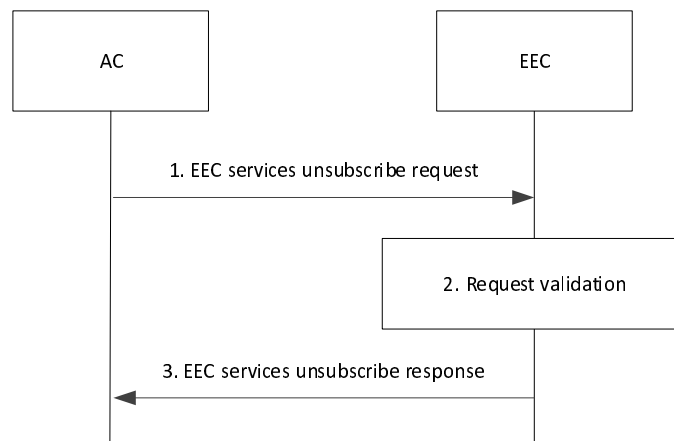 AC
EEC
1. EEC services unsubscribe request
2. Request validation
3. EEC services unsubscribe response